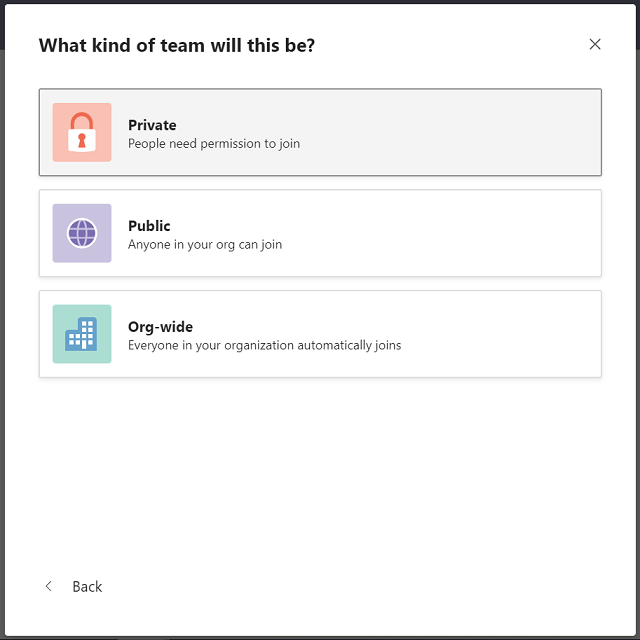 What kind of team will this be?
Private
People need permission to join
Public
Anyone in your org can join
Org-wide
Everyone in your organization automatically joins
Back